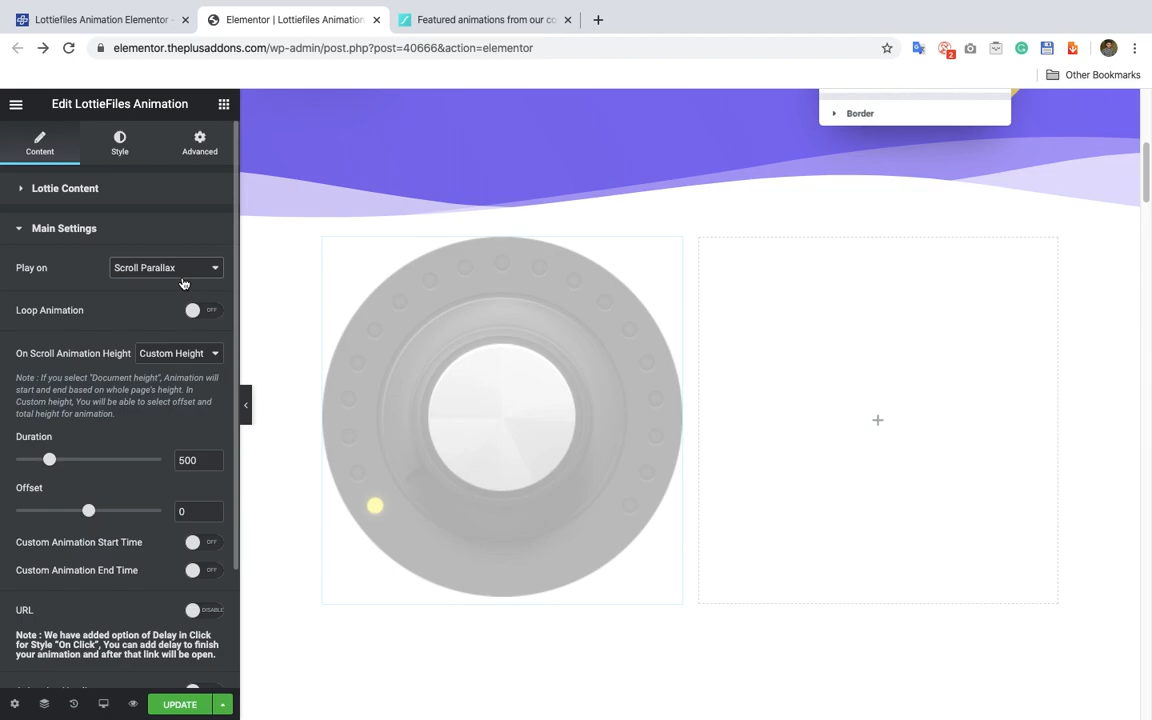 Lottiefiles Animation Elementor
Elementor | Lottiefiles Animation
Featured animations from our co
elementor.theplusaddons.com/wp-admin/post.php?post=40666&action=elementor
2
Other Bookmarks
Edit LottieFiles Animation
Content
Style
Advanced
Lottie Content
Main Settings
Play on
Scroll Parallax
Loop Animation
OFF
On Scroll Animation Height
Custom Height
Note : If you select "Document height", Animation will
start and end based on whole page's height. In
Custom height, You will be able to select offset and
total height for animation.
Duration
500
Offset
0
Custom Animation Start Time
OFF
Custom Animation End Time
OFF
URL
DISABLE
Note : We have added option of Delay in Click
for Style "On Click", You can add delay to finish
your animation and after that link will be open.
UPDATE
Border